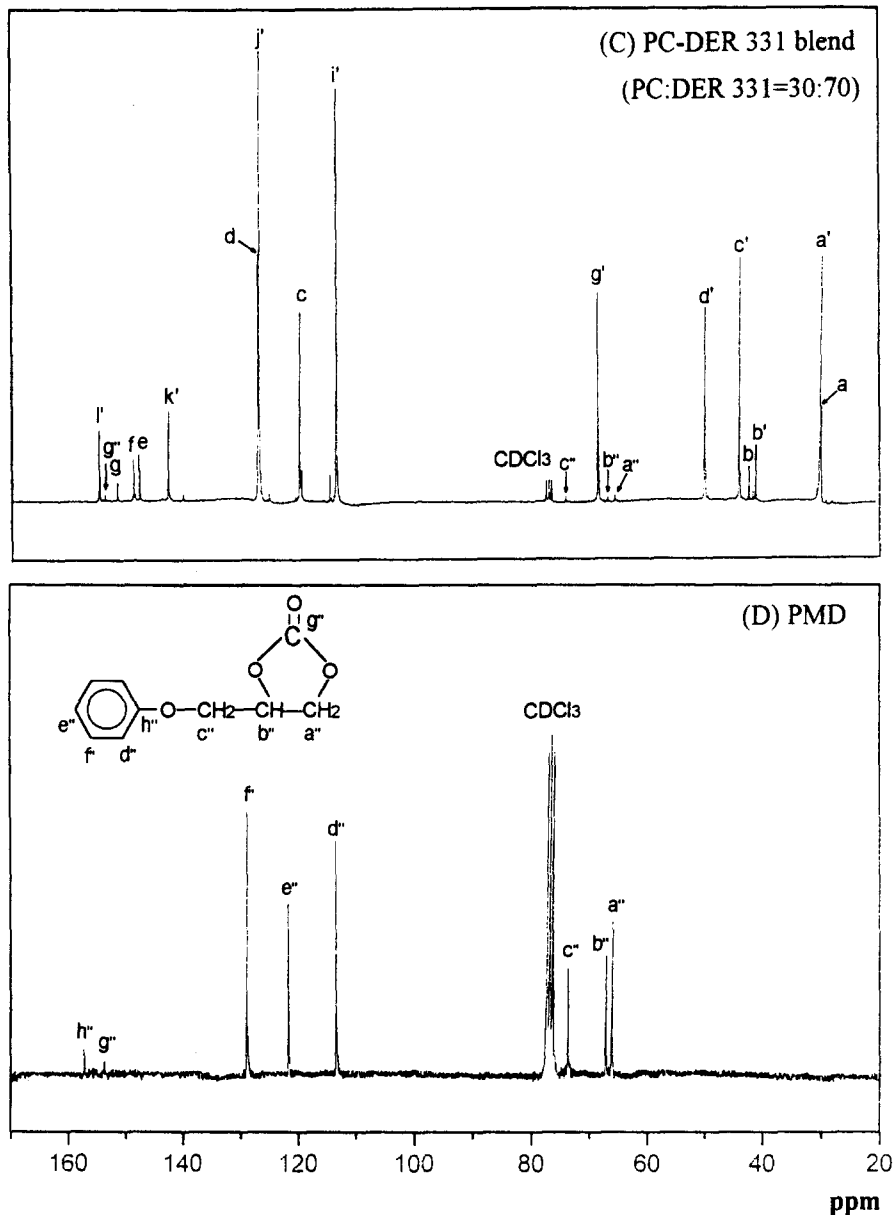 j'
(C) PC-DER 331 blend
i'
(PC:DER 331=30:70)
d
c
g'
c'
a'
d'
k'
l'
g"
g
f
e
CDCl3
c"
b"
a"
b
b'
a
(D) PMD
O
g"
C
O
O
O
CH2
CH
CH2
e"
h"
c"
b"
a"
f"
d"
CDCl3
f"
d"
e"
a"
b"
c"
h"
g"
160
140
120
100
80
60
40
20
ppm